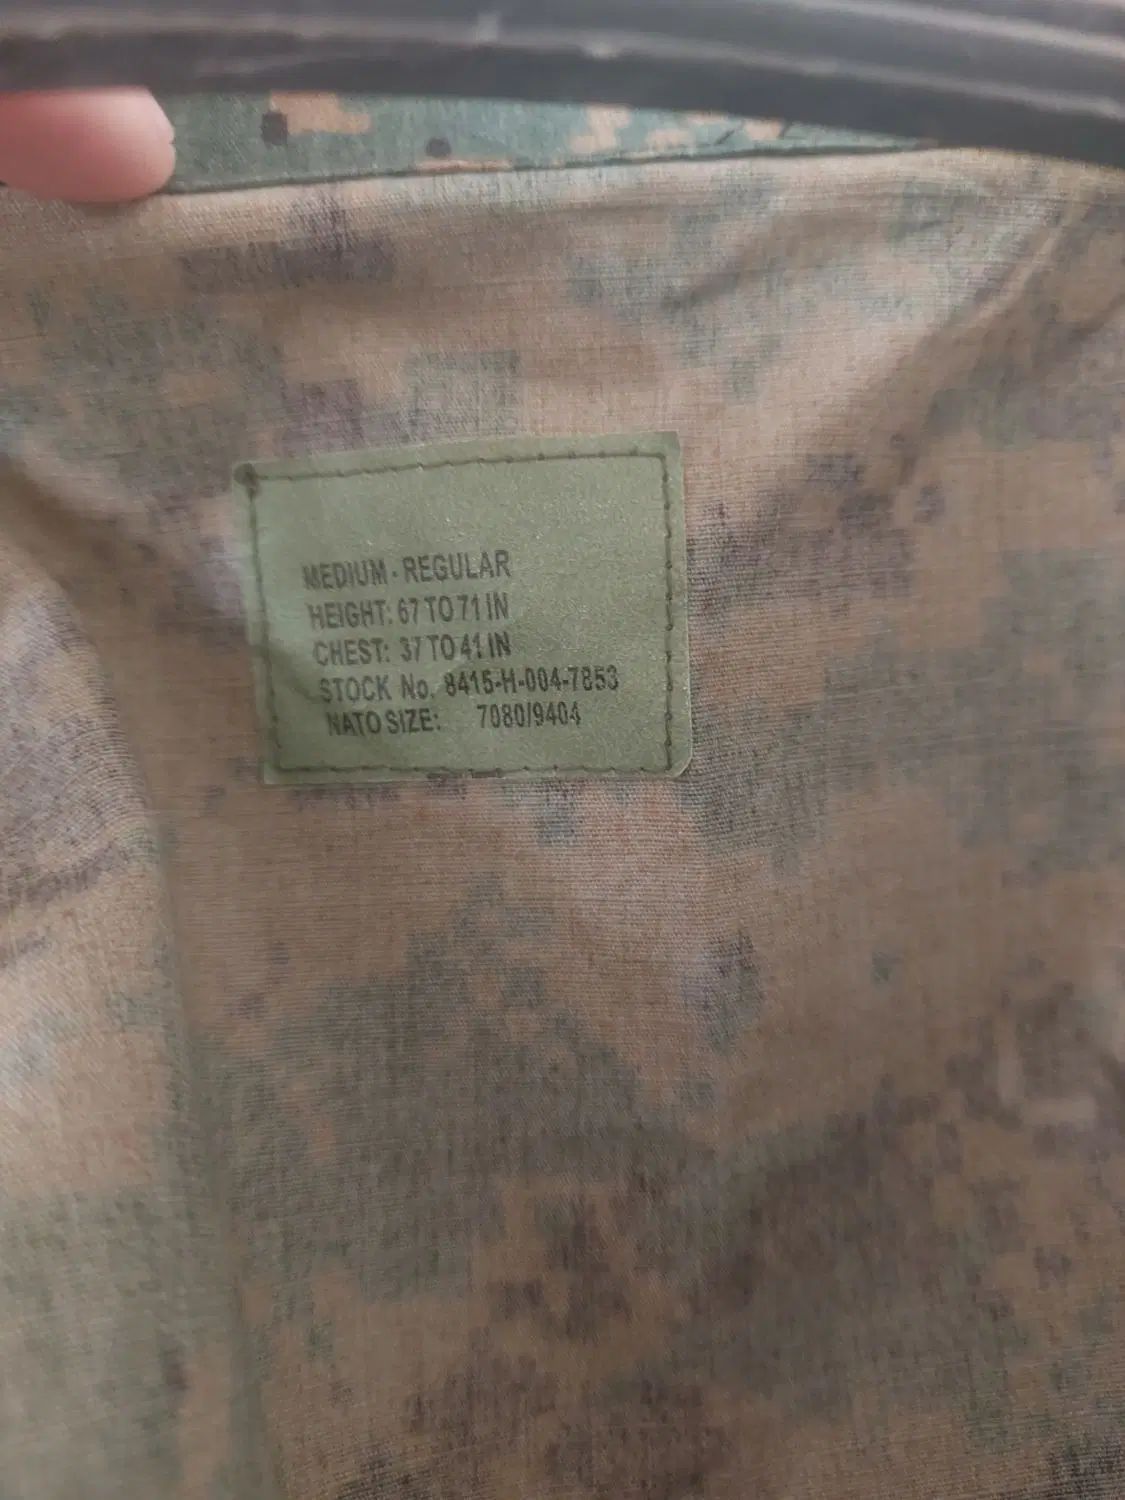 MEDIUM - REGULAR
HEIGHT: 67 TO 71 IN
CHEST: 37 TO 41 IN
STOCK No. 8415-H-004-7853
NATO SIZE: 7080/9404